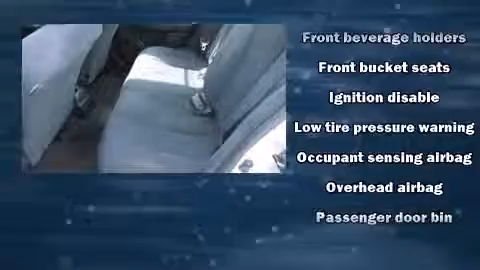 Front beverage holders
Front bucket seats
Ignition disable
Low tire pressure warning
Occupant sensing airbag
Overhead airbag
Passenger door bin